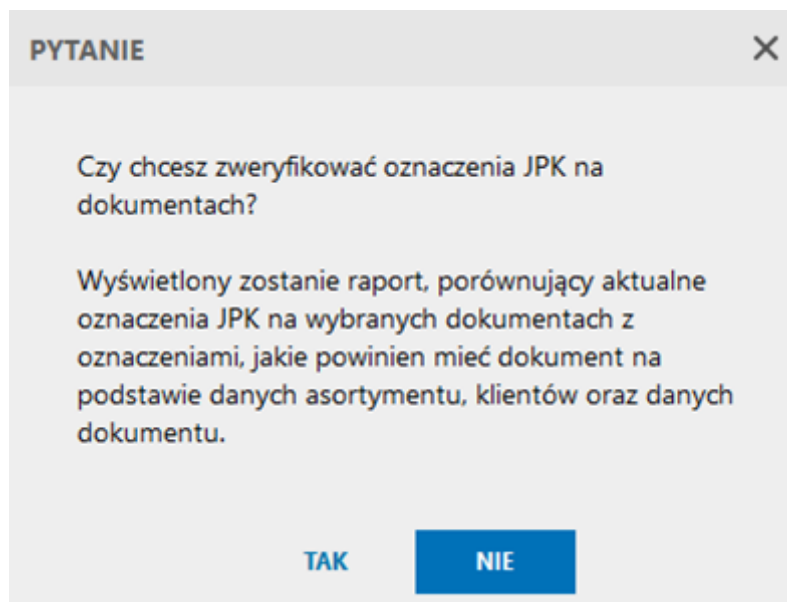 PYTANIE
Czy chcesz zweryfikować oznaczenia JPK na
dokumentach?
Wyświetlony zostanie raport, porównujący aktualne
oznaczenia JPK na wybranych dokumentach z
oznaczeniami, jakie powinien mieć dokument na
podstawie danych asortymentu, klientów oraz danych
dokumentu.
TAK NIE